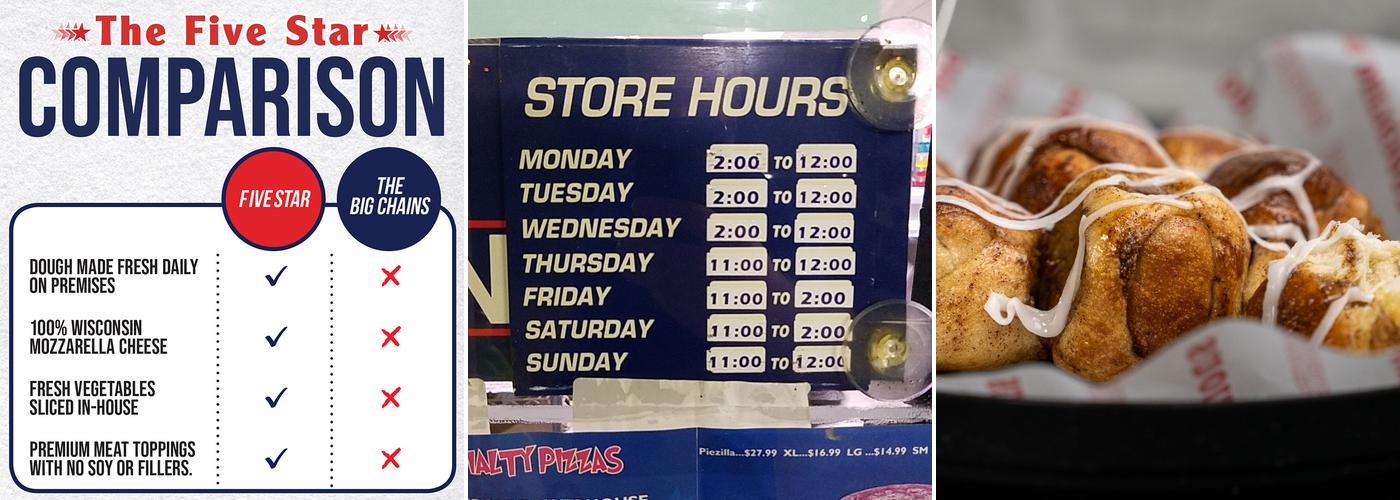 The Five Star
COMPARISON
FIVE STAR
THE
BIG CHAINS
DOUGH MADE FRESH DAILY
ON PREMISES
100% WISCONSIN
MOZZARELLA CHEESE
FRESH VEGETABLES
SLICED IN-HOUSE
PREMIUM MEAT TOPPINGS
WITH NO SOY OR FILLERS.
STORE HOURS
MONDAY 2:00 TO 12:00
TUESDAY 2:00 TO 12:00
WEDNESDAY 2:00 TO 12:00
THURSDAY 11:00 TO 12:00
FRIDAY 11:00 TO 2:00
SATURDAY 11:00 TO 2:00
SUNDAY 11:00 TO 12:00
N
IALTY PIZZAS
Piezilla...$27.99 XL...$16.99 LG ...$14.99 SM